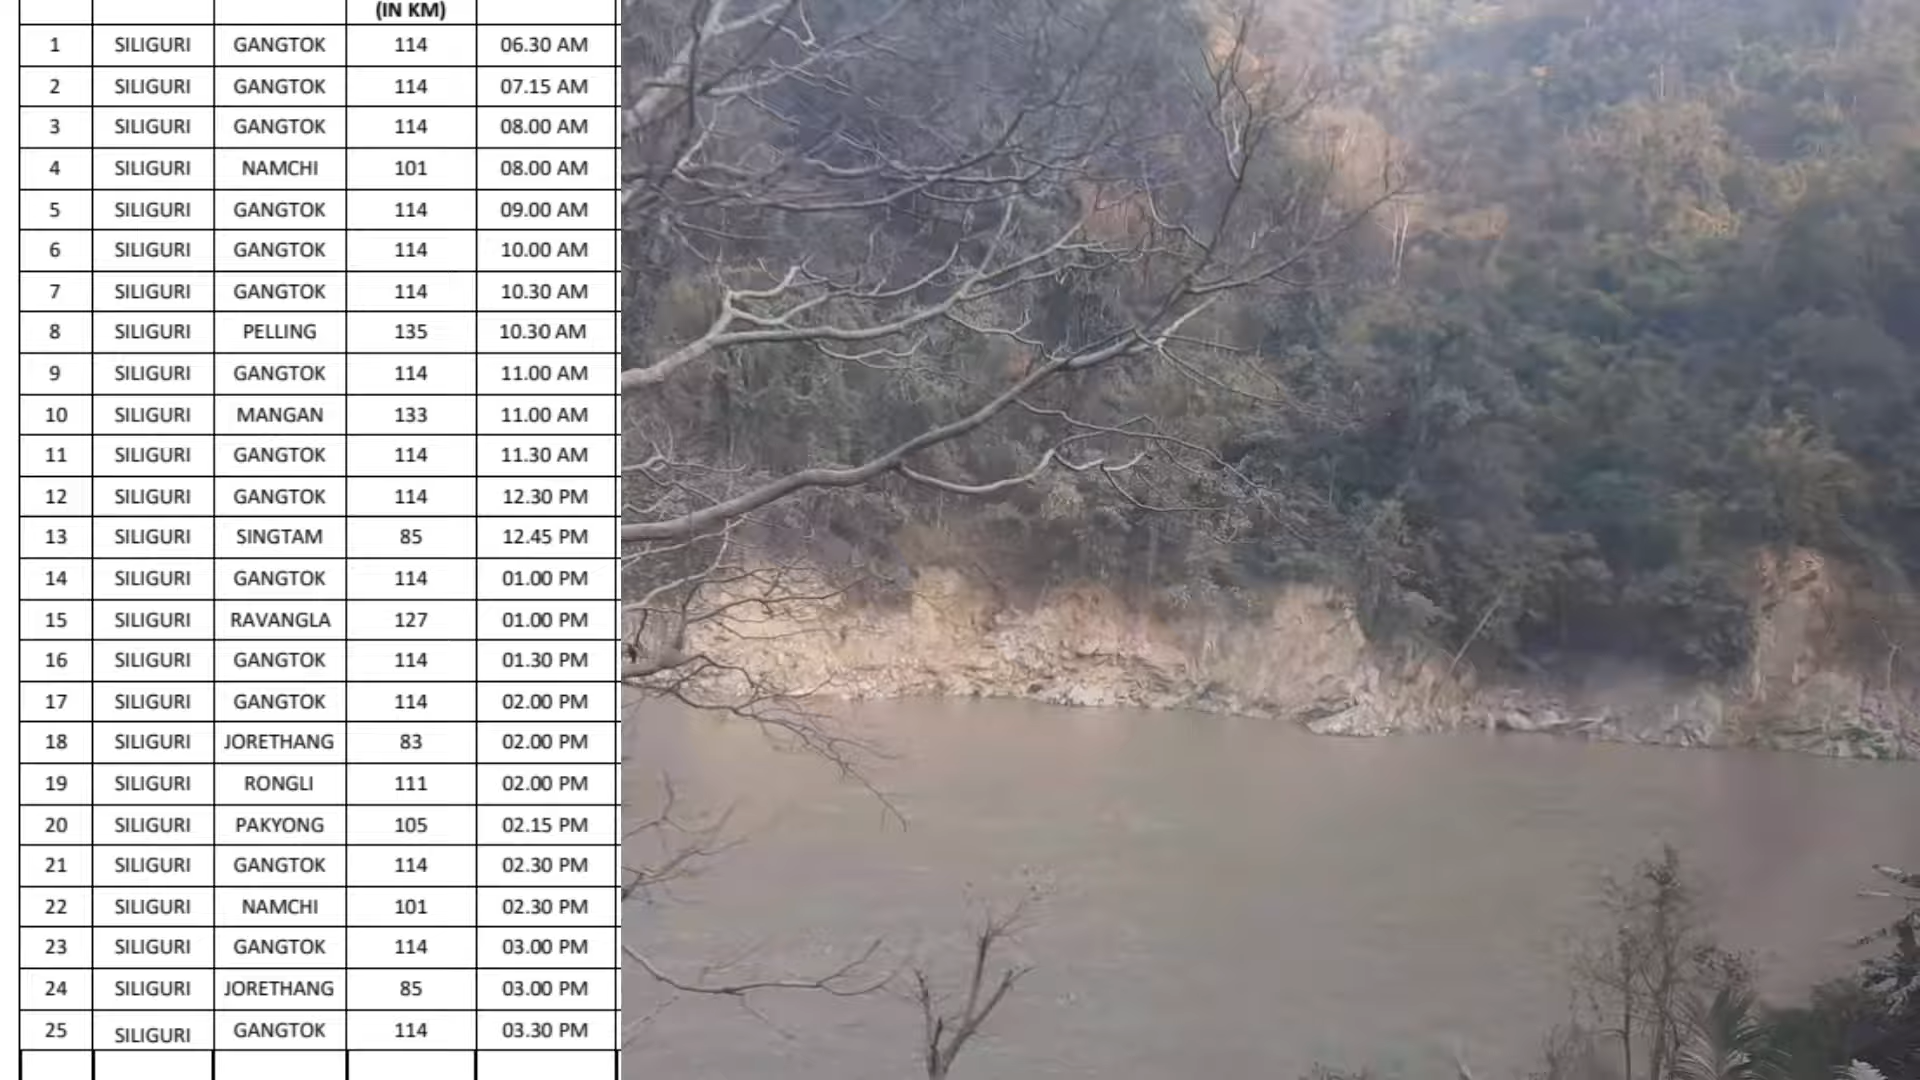 (IN KM)
1 SILIGURI GANGTOK 114 06.30 AM
2 SILIGURI GANGTOK 114 07.15 AM
3 SILIGURI GANGTOK 114 08.00 AM
4 SILIGURI NAMCHI 101 08.00 AM
5 SILIGURI GANGTOK 114 09.00 AM
6 SILIGURI GANGTOK 114 10.00 AM
7 SILIGURI GANGTOK 114 10.30 AM
8 SILIGURI PELLING 135 10.30 AM
9 SILIGURI GANGTOK 114 11.00 AM
10 SILIGURI MANGAN 133 11.00 AM
11 SILIGURI GANGTOK 114 11.30 AM
12 SILIGURI GANGTOK 114 12.30 PM
13 SILIGURI SINGTAM 85 12.45 PM
14 SILIGURI GANGTOK 114 01.00 PM
15 SILIGURI RAVANGLA 127 01.00 PM
16 SILIGURI GANGTOK 114 01.30 PM
17 SILIGURI GANGTOK 114 02.00 PM
18 SILIGURI JORETHANG 83 02.00 PM
19 SILIGURI RONGLI 111 02.00 PM
20 SILIGURI PAKYONG 105 02.15 PM
21 SILIGURI GANGTOK 114 02.30 PM
22 SILIGURI NAMCHI 101 02.30 PM
23 SILIGURI GANGTOK 114 03.00 PM
24 SILIGURI JORETHANG 85 03.00 PM
25 SILIGURI GANGTOK 114 03.30 PM